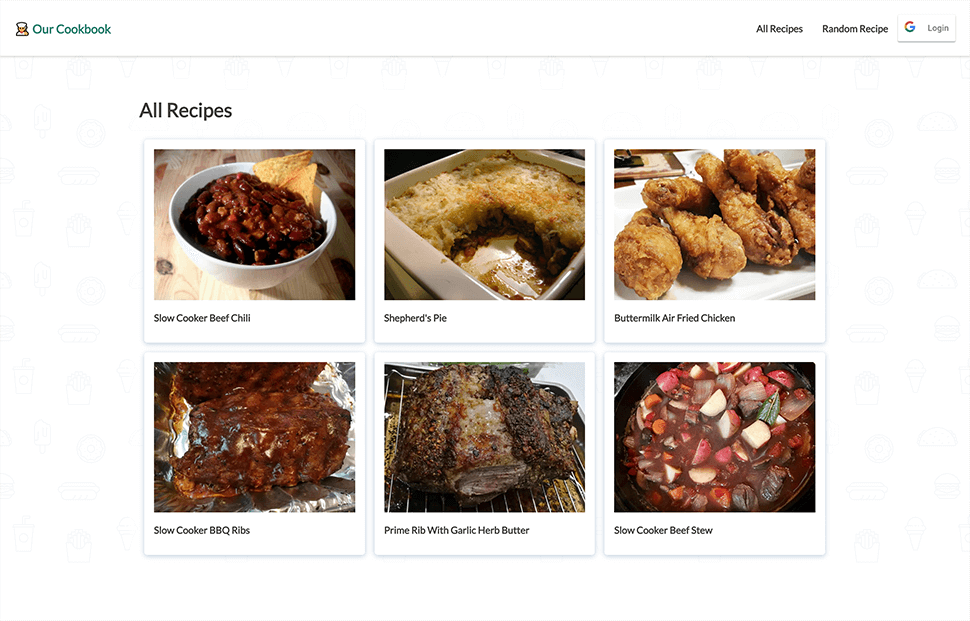 Our Cookbook
All Recipes
Random Recipe
Login
All Recipes
Slow Cooker Beef Chili
Shepherd's Pie
Buttermilk Air Fried Chicken
Slow Cooker BBQ Ribs
Prime Rib With Garlic Herb Butter
Slow Cooker Beef Stew